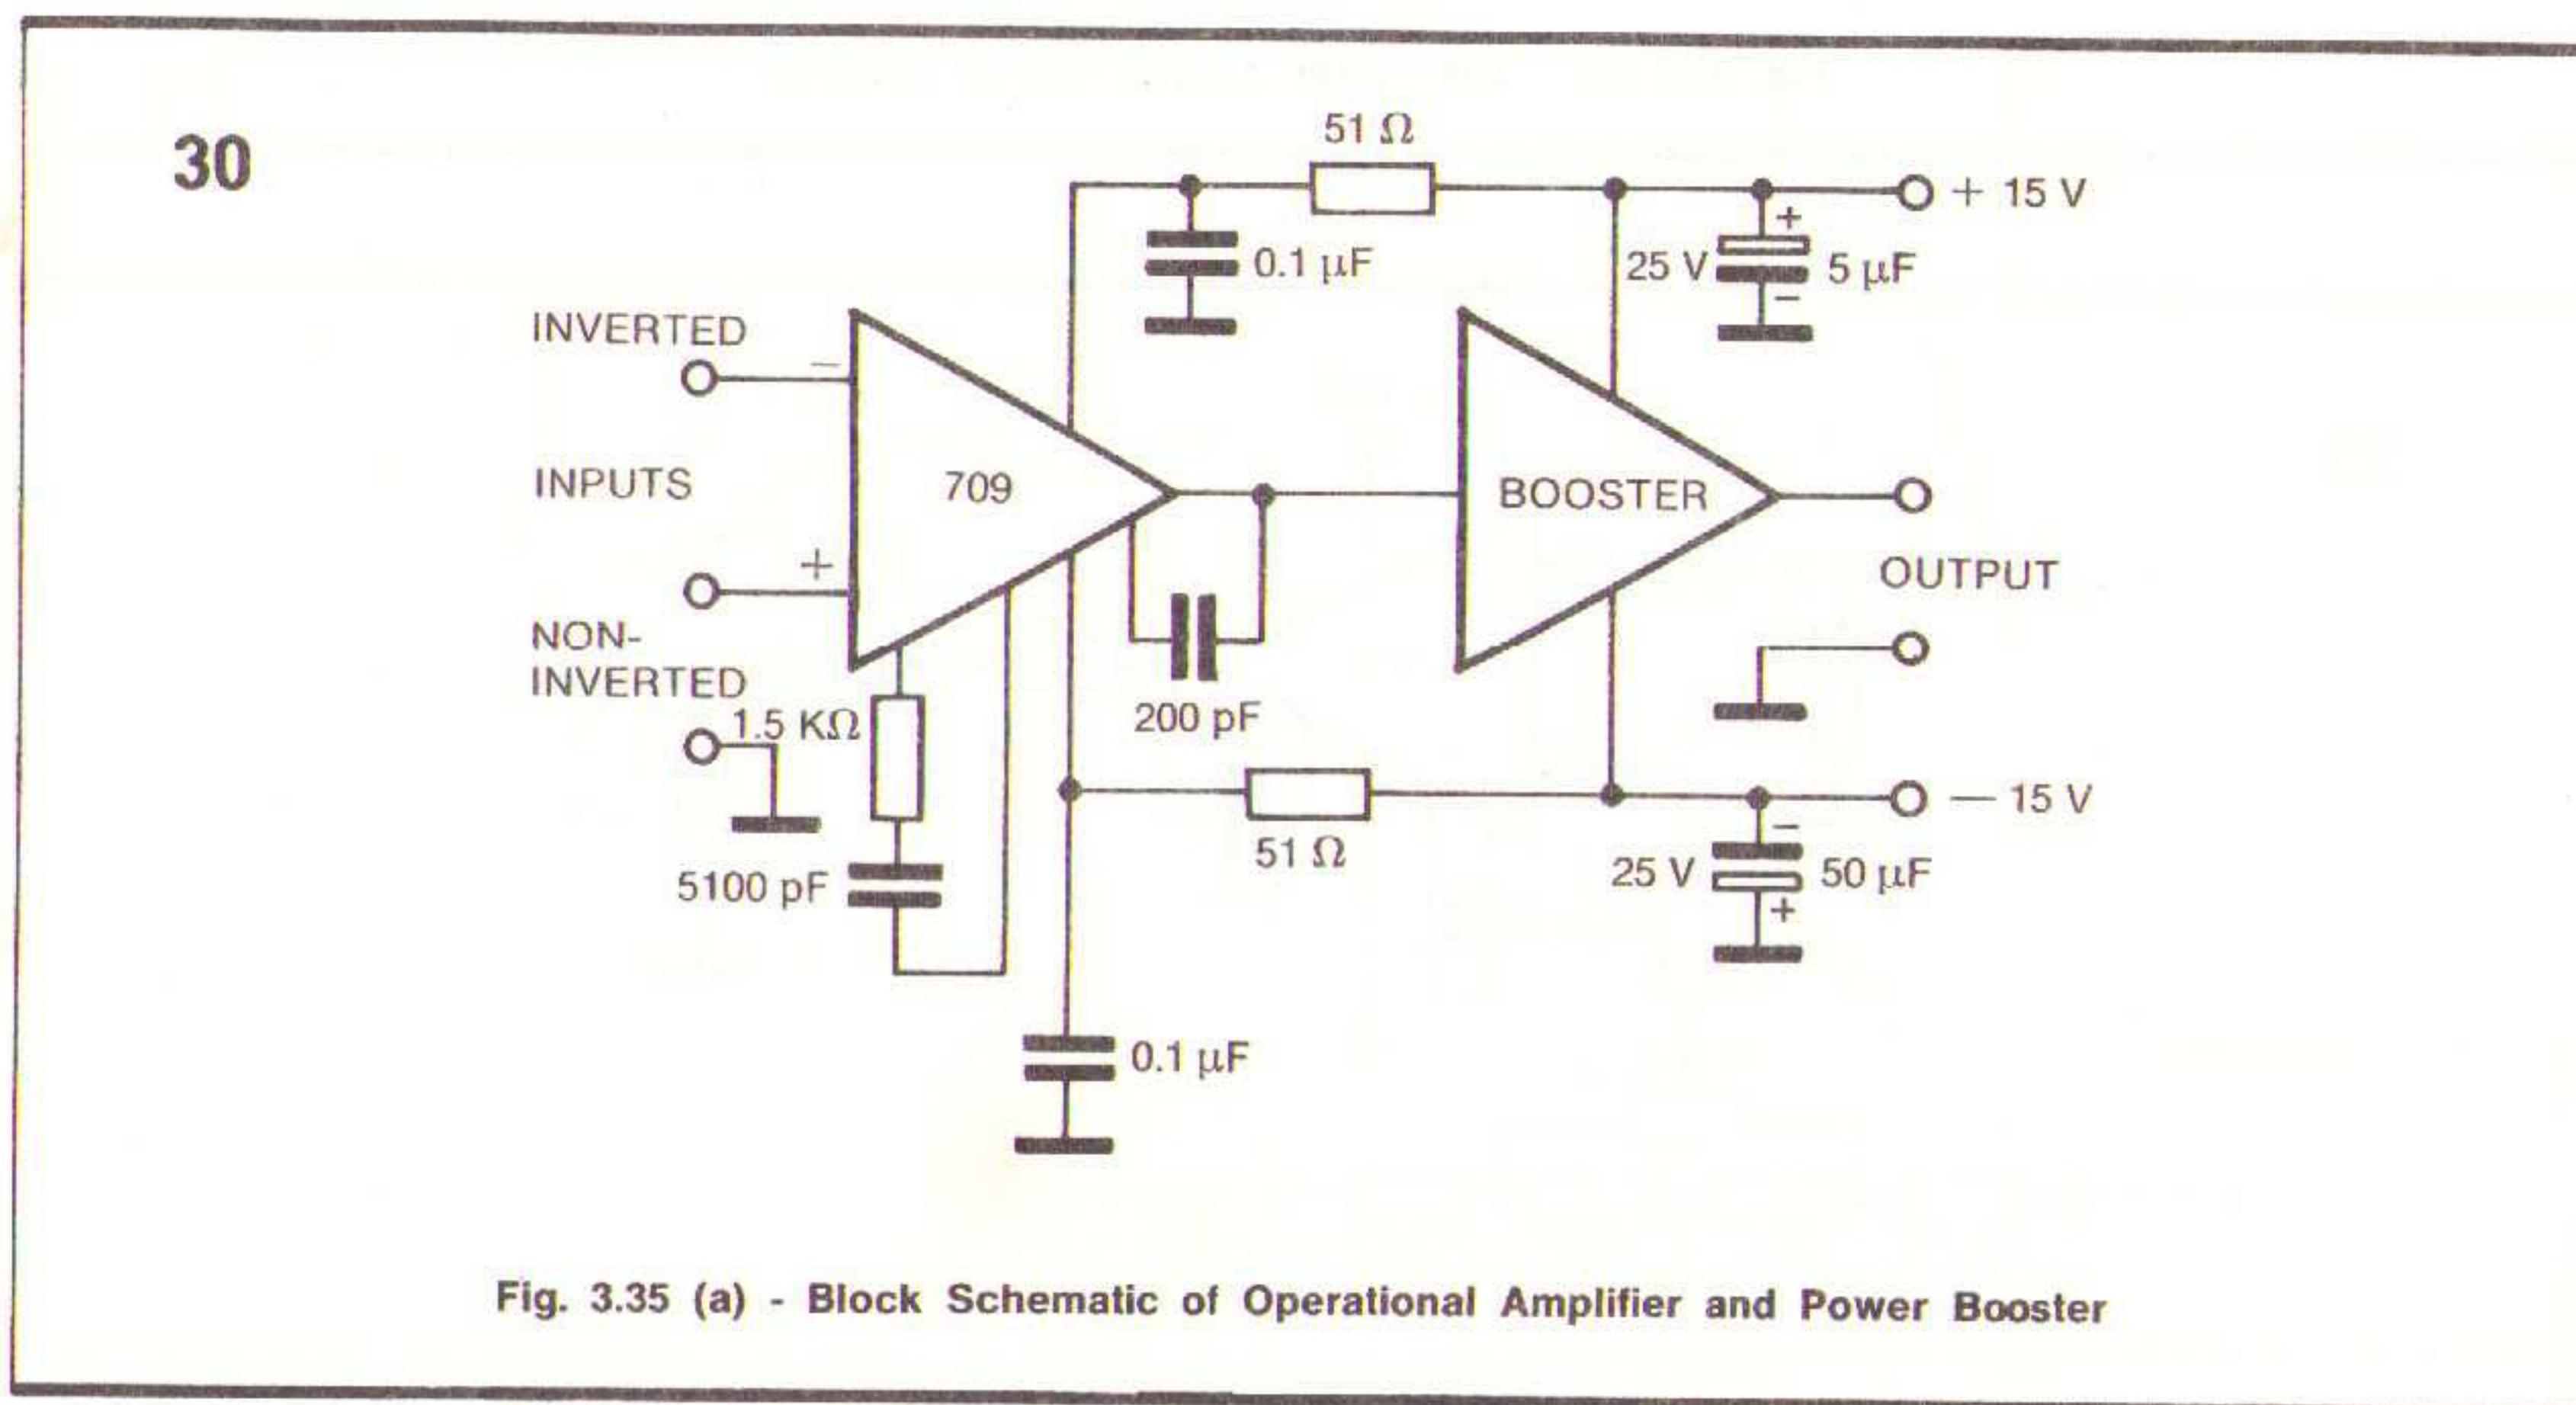 30
51 Ω
+ 15 V
0.1 µF
25 V
+
−
5 µF
INVERTED
−
INPUTS
709
BOOSTER
+
OUTPUT
NON-
INVERTED
1.5 KΩ
200 pF
— 15 V
51 Ω
5100 pF
25 V
−
+
50 µF
0.1 µF
Fig. 3.35 (a) - Block Schematic of Operational Amplifier and Power Booster